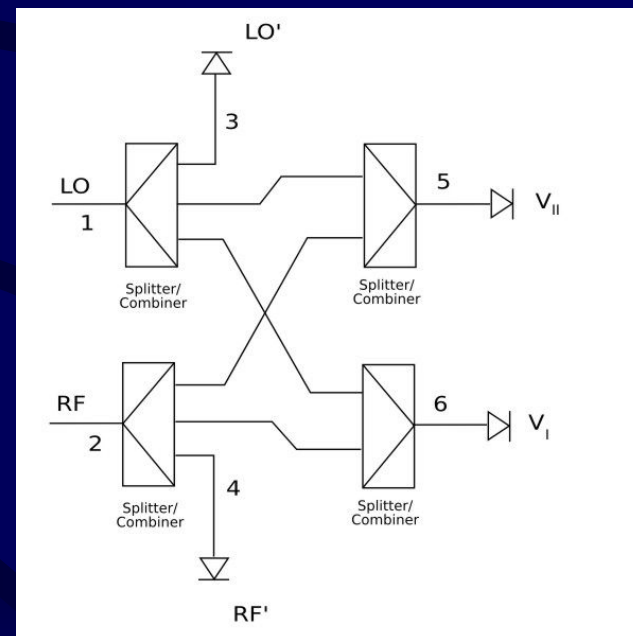 LO'
3
LO
1
5
V_II
Splitter/
Combiner
Splitter/
Combiner
RF
2
6
V_I
4
Splitter/
Combiner
Splitter/
Combiner
RF'